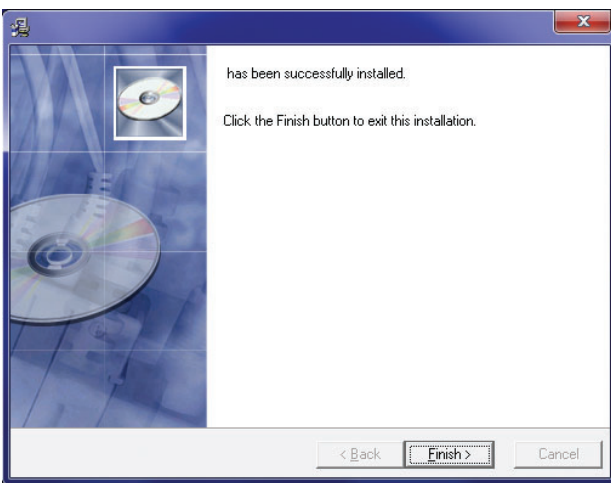 has been successfully installed.
Click the Finish button to exit this installation.
< Back
Finish >
Cancel